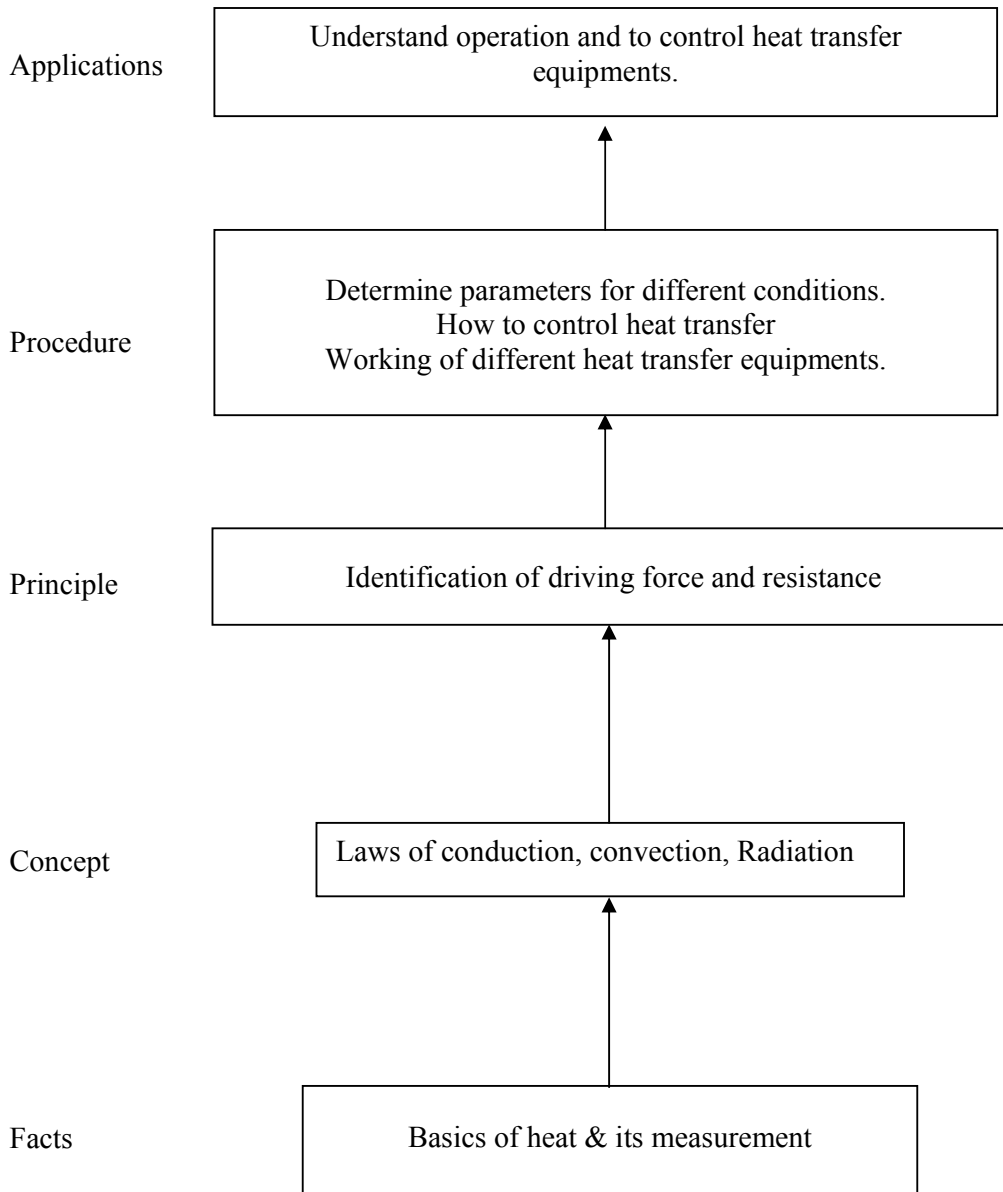 Applications
Understand operation and to control heat transfer
equipments.
Procedure
Determine parameters for different conditions.
How to control heat transfer
Working of different heat transfer equipments.
Principle
Identification of driving force and resistance
Concept
Laws of conduction, convection, Radiation
Facts
Basics of heat & its measurement